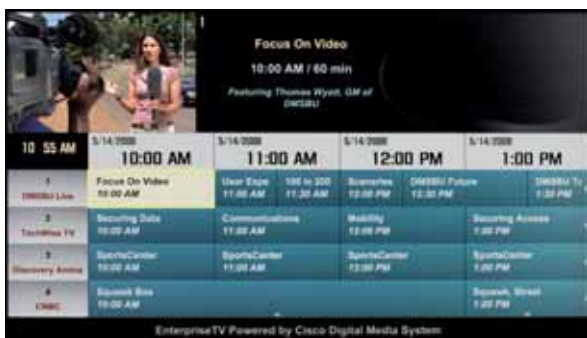 1
Focus On Video
10:00 AM / 60 min
Featuring Thomas Wyatt, GM of
DMSBU
10 55 AM
5/14/2008 5/14/2008 5/14/2008 5/14/2008
10:00 AM 11:00 AM 12:00 PM 1:00 PM
1 Focus On Video User Expo 100 in 200 Sceneries DMSBU Future DMSBU
DMSBU Live 10:00 AM 11:00 AM 11:30 AM 12:00 PM 12:30 PM 1:30 PM
2 Securing Data Communications Mobility Securing Access
TechWise TV 10:00 AM 11:00 AM 12:00 PM 1:00 PM
3 SportsCenter SportsCenter SportsCenter SportsCenter
Discovery 10:00 AM 11:00 AM 12:00 PM 1:00 PM
4 Squawk Box Squawk, Street
CNBC 10:00 AM 1:00 PM
EnterpriseTV Powered by Cisco Digital Media System